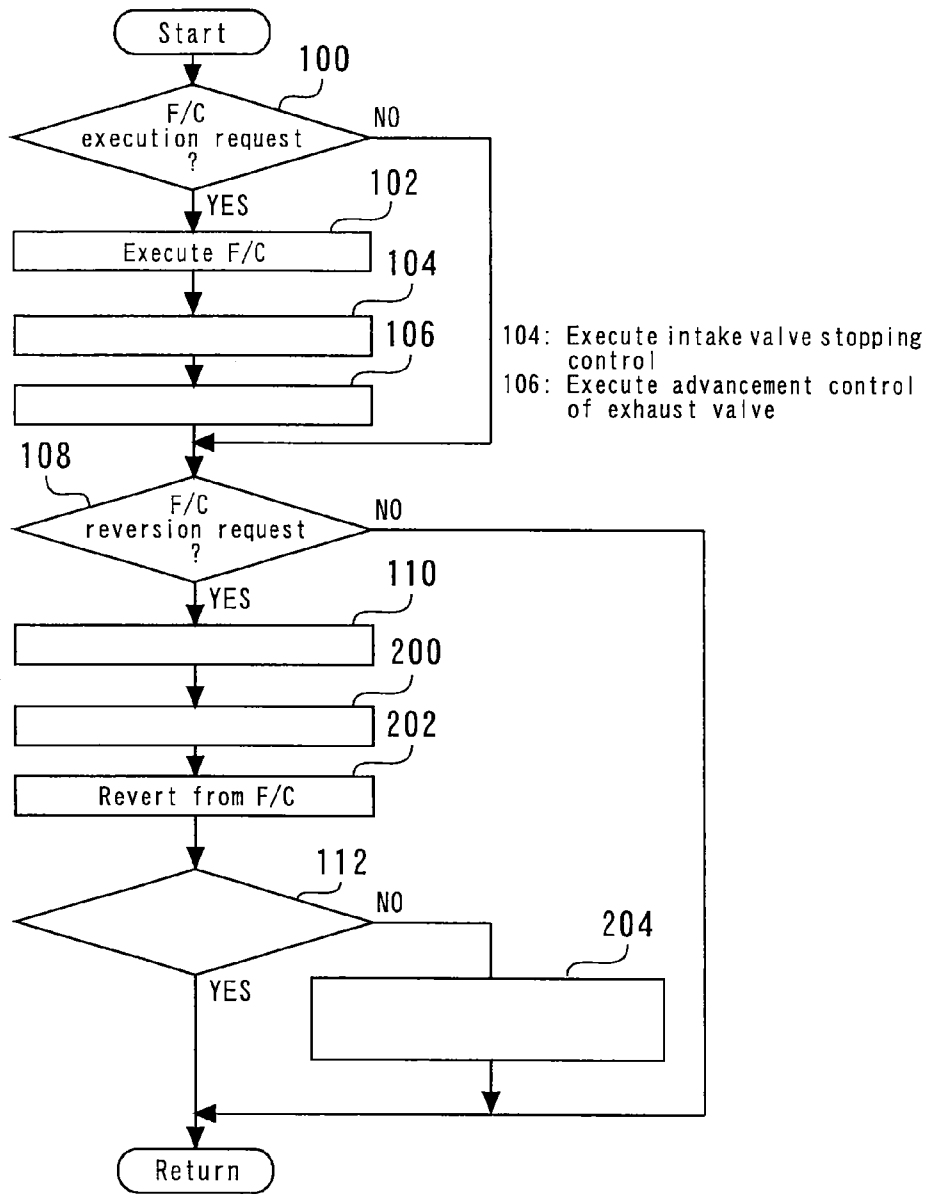 Start
100
F/C
execution request
?
NO
YES
102
Execute F/C
104
106
104: Execute intake valve stopping
control
106: Execute advancement control
of exhaust valve
108
F/C
reversion request
?
NO
YES
110
200
202
Revert from F/C
112
NO
YES
204
Return